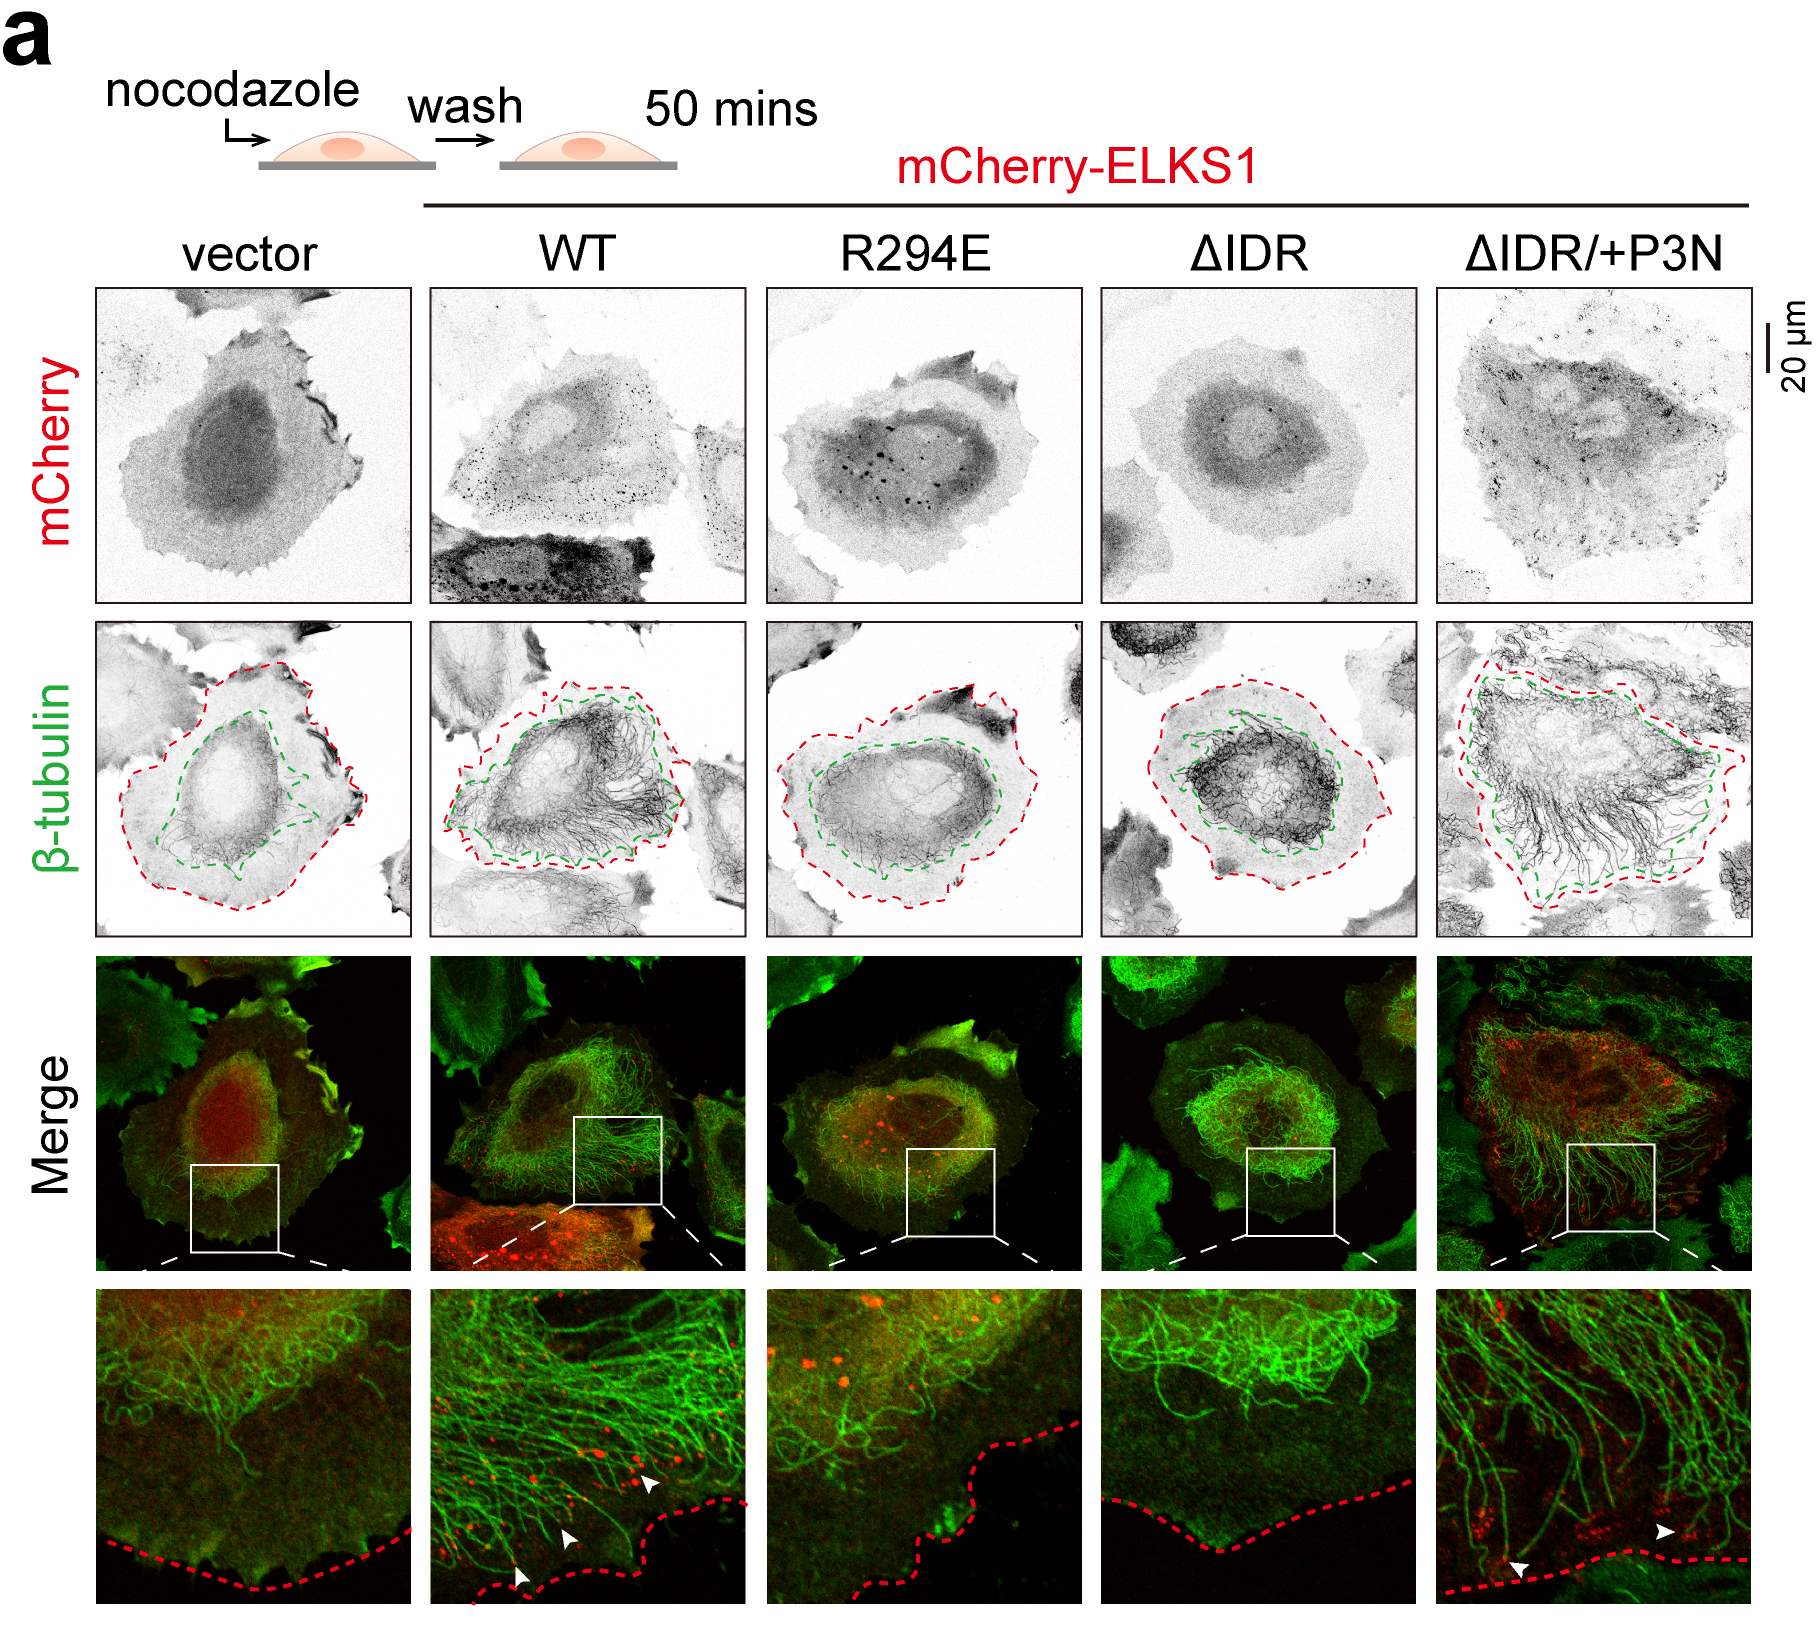 a
nocodazole
wash
50 mins
mCherry-ELKS1
vector
WT
R294E
ΔIDR
ΔIDR/+P3N
mCherry
20 μm
β-tubulin
Merge